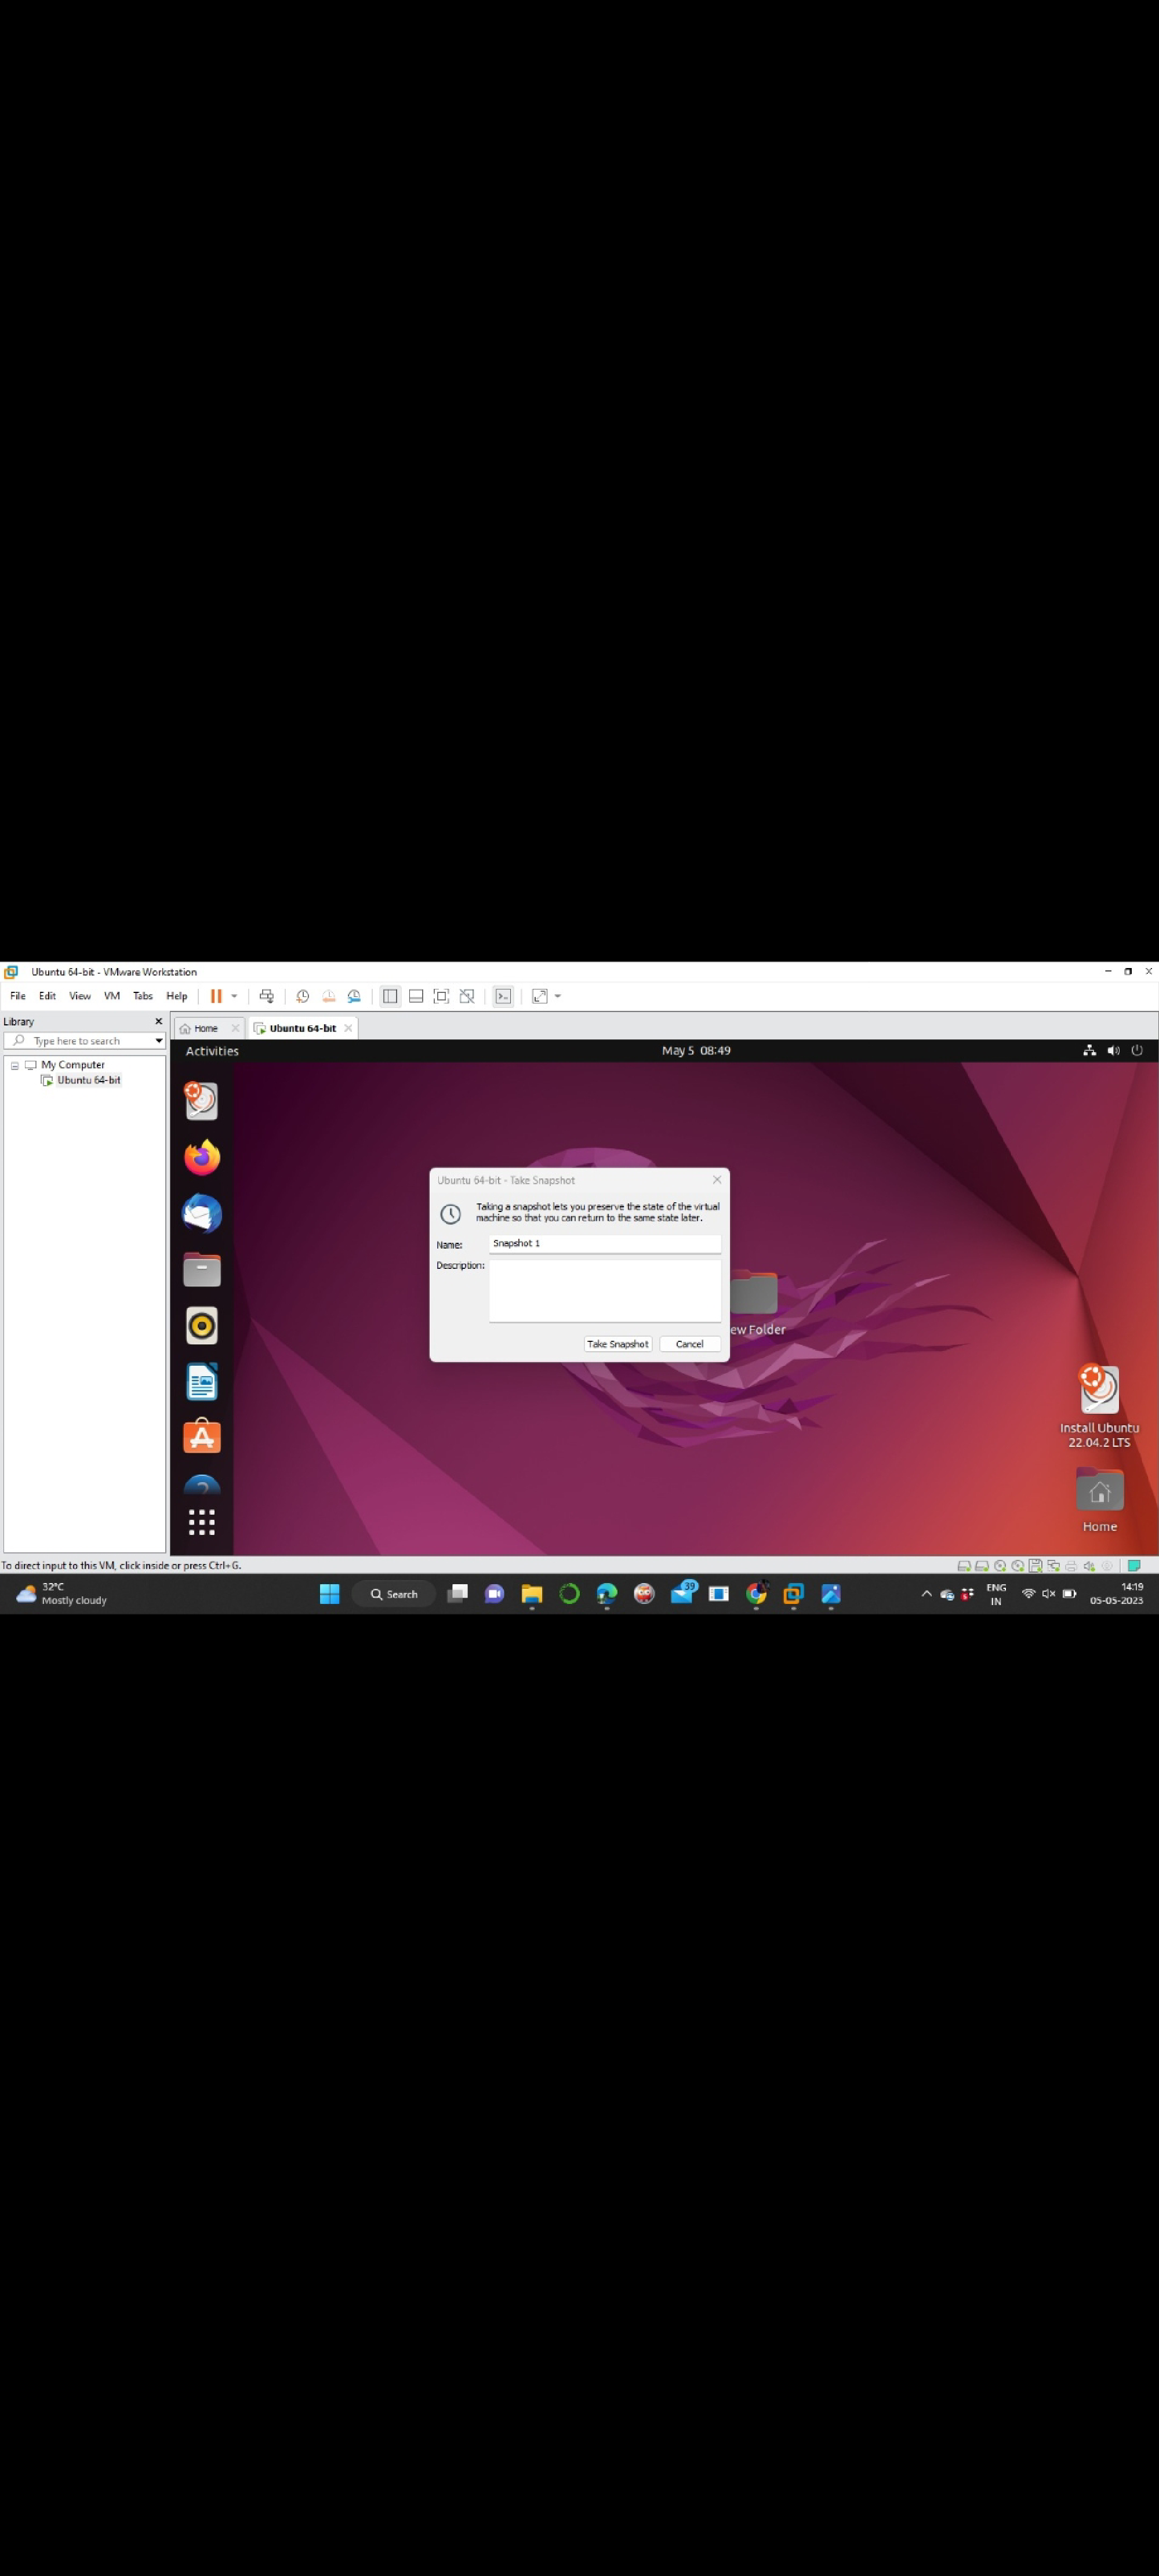 Ubuntu 64-bit - VMware Workstation
File Edit View VM Tabs Help
Library
Type here to search
My Computer
Ubuntu 64-bit
Home
Ubuntu 64-bit
Activities
May 5 08:49
Ubuntu 64-bit - Take Snapshot
Taking a snapshot lets you preserve the state of the virtual
machine so that you can return to the same state later.
Name:
Snapshot 1
Description:
Take Snapshot
Cancel
ew Folder
Install Ubuntu
22.04.2 LTS
Home
To direct input to this VM, click inside or press Ctrl+G.
32°C
Mostly cloudy
Search
39
ENG
IN
14:19
05-05-2023